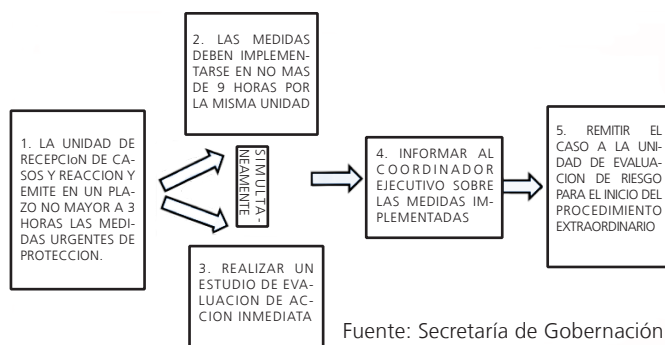 1. LA UNIDAD DE
RECEPCIoN DE CA-
SOS Y REACCION Y
EMITE EN UN PLA-
ZO NO MAYOR A 3
HORAS LAS MEDI-
DAS URGENTES DE
PROTECCION.
2. LAS MEDIDAS
DEBEN IMPLEMEN-
TARSE EN NO MAS
DE 9 HORAS POR
LA MISMA UNIDAD
SIMULTA-
NEAMENTE
3. REALIZAR UN
ESTUDIO DE EVA-
LUACION DE AC-
CION INMEDIATA
4. INFORMAR AL
COORDINADOR
EJECUTIVO SOBRE
LAS MEDIDAS IM-
PLEMENTADAS
5. REMITIR EL
CASO A LA UNI-
DAD DE EVALUA-
CION DE RIESGO
PARA EL INICIO DEL
PROCEDIMIENTO
EXTRAORDINARIO
Fuente: Secretaría de Gobernación